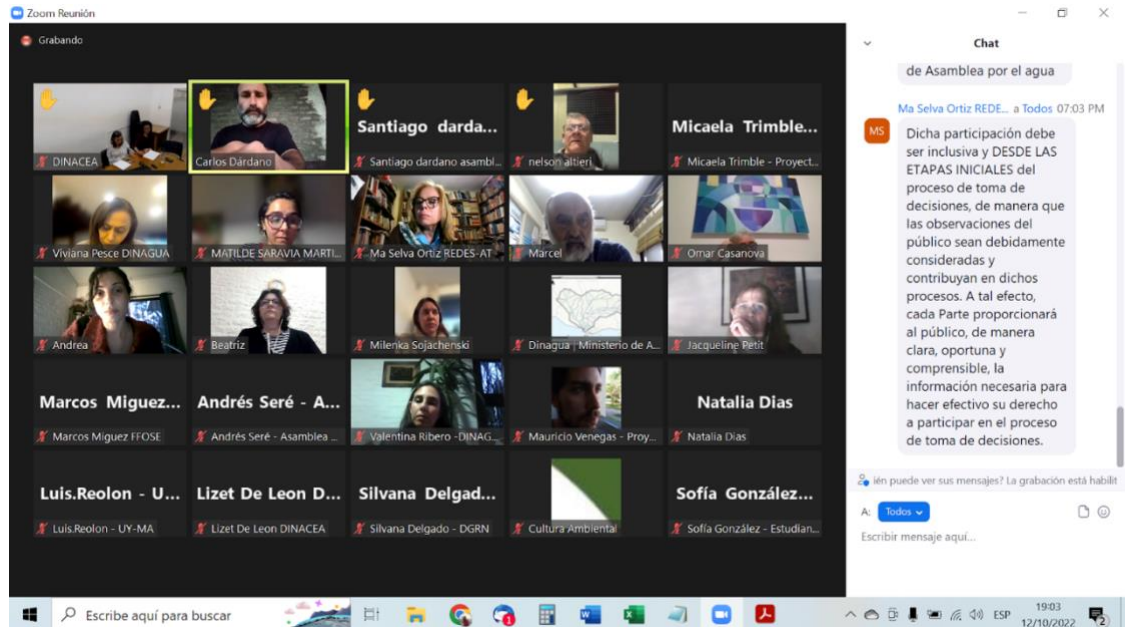 Zoom Reunión
Grabando
DINACEA
Carlos Dárdano
Santiago darda...
Santiago dardano asambl...
nelson altieri
Micaela Trimble...
Micaela Trimble - Proyect...
Viviana Pesce DINAGUA
MATILDE SARAVIA MARTI...
Ma Selva Ortiz REDES-AT
Marcel
Omar Casanova
Andrea
Beatriz
Milenka Sojachenski
Dinagua Ministerio de A...
Jacqueline Petit
Marcos Miguez...
Marcos Miguez FFOSE
Andrés Seré - A...
Andrés Seré - Asamblea ...
Valentina Ribero -DINAG...
Mauricio Venegas - Proy...
Natalia Dias
Natalia Dias
Luis.Reolon - U...
Luis.Reolon - UY-MA
Lizet De Leon D...
Lizet De Leon DINACEA
Silvana Delgad...
Silvana Delgado - DGRN
Cultura Ambiental
Sofía González...
Sofía González - Estudian...
Chat
de Asamblea por el agua
Ma Selva Ortiz REDE... a Todos 07:03 PM
MS
Dicha participación debe
ser inclusiva y DESDE LAS
ETAPAS INICIALES del
proceso de toma de
decisiones, de manera que
las observaciones del
público sean debidamente
consideradas y
contribuyan en dichos
procesos. A tal efecto,
cada Parte proporcionará
al público, de manera
clara, oportuna y
comprensible, la
información necesaria para
hacer efectivo su derecho
a participar en el proceso
de toma de decisiones.
ién puede ver sus mensajes? La grabación está habilit
A: Todos
Escribir mensaje aquí...
Escribe aquí para buscar
1
ESP
19:03
12/10/2022
2